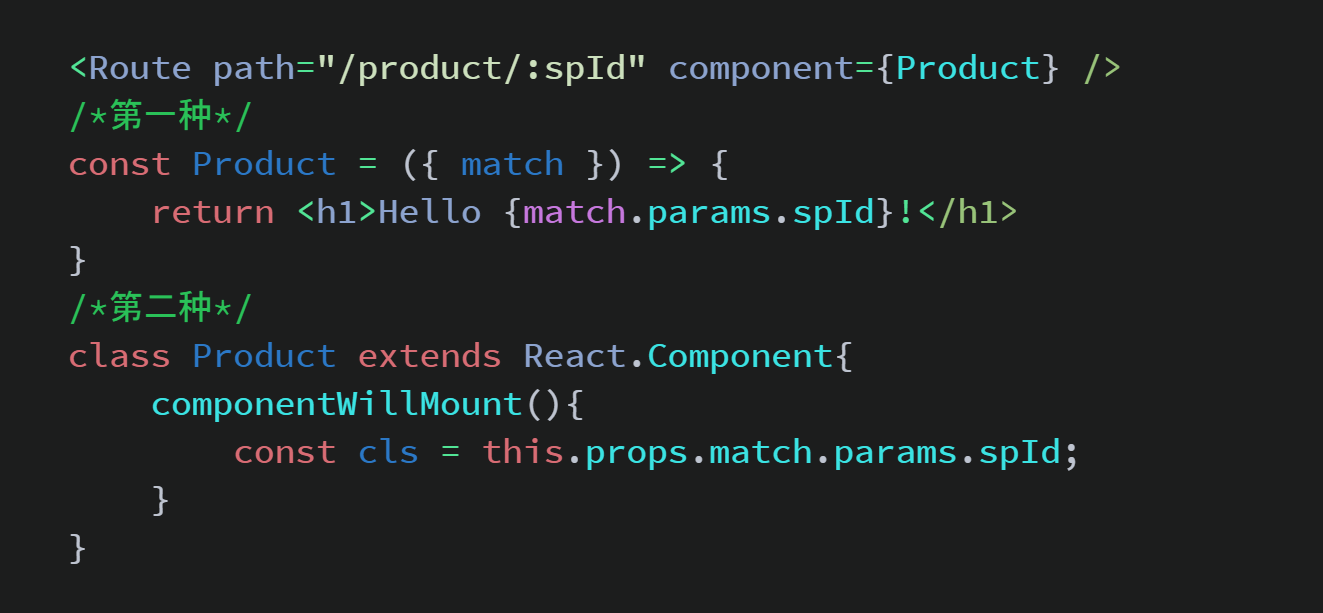 <Route path="/product/:spId" component={Product} />
/*第一种*/
const Product = ({ match }) => {
    return <h1>Hello {match.params.spId}!</h1>
}
/*第二种*/
class Product extends React.Component{
    componentWillMount(){
        const cls = this.props.match.params.spId;
    }
}